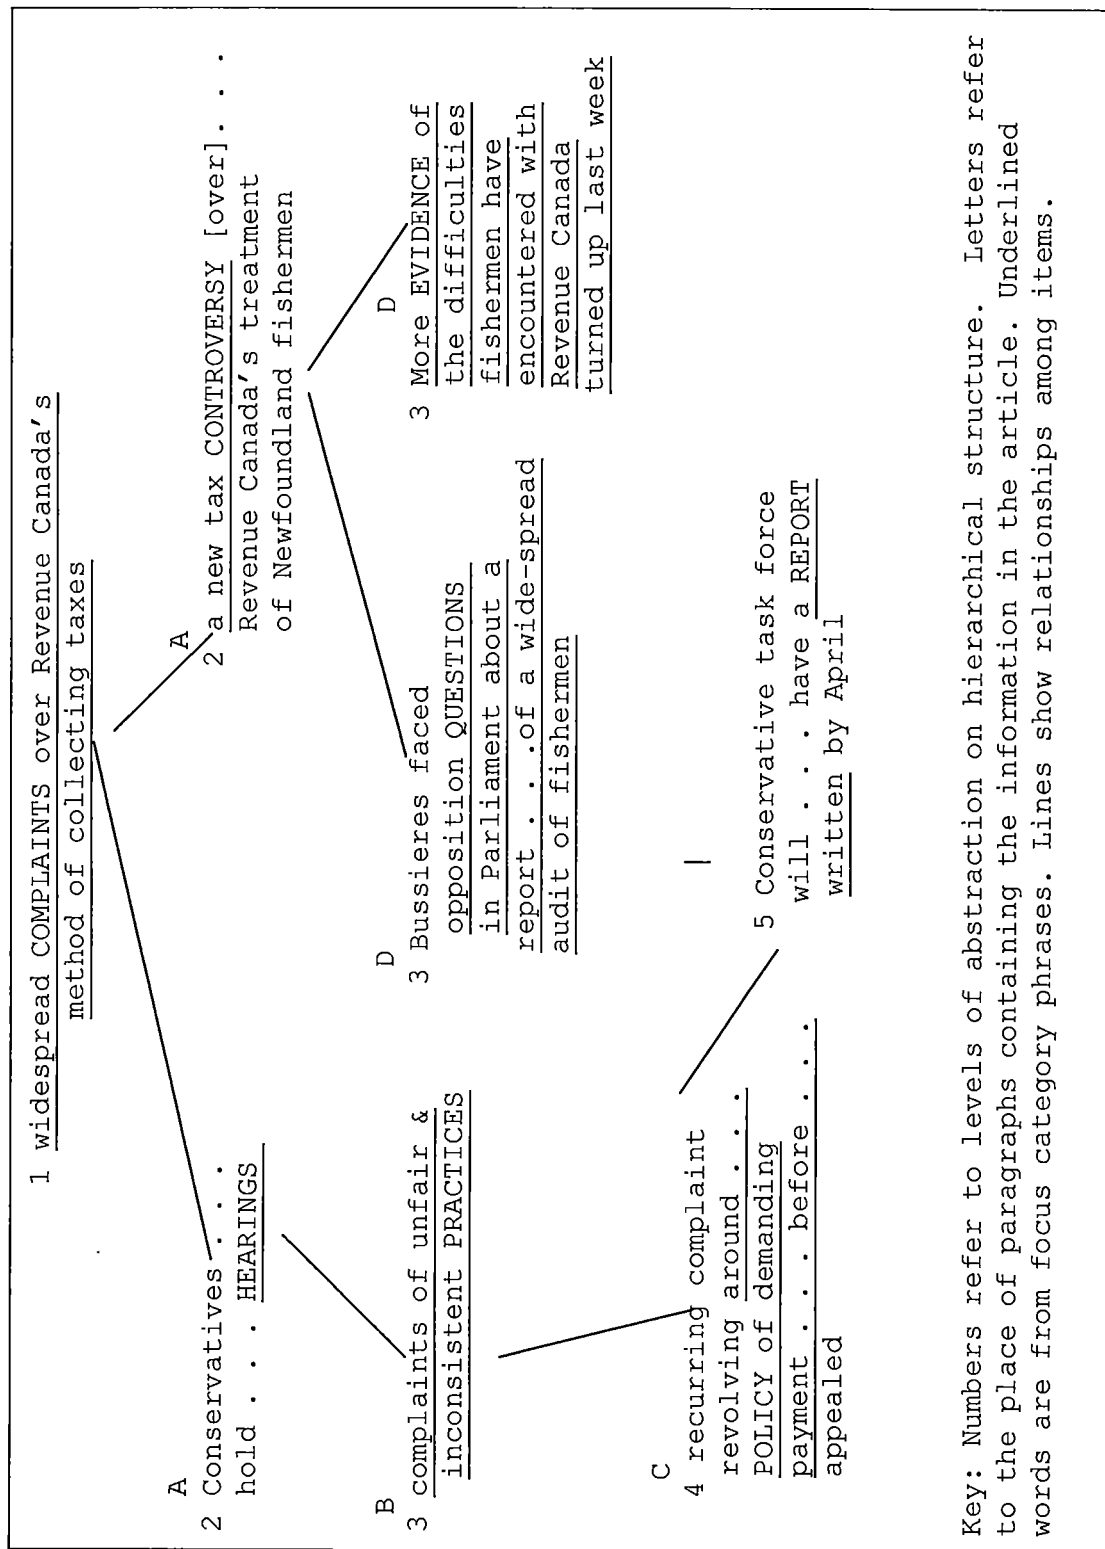 1 widespread COMPLAINTS over Revenue Canada's
method of collecting taxes
A
2 Conservatives . . . .
hold . . . HEARINGS
A
2 a new tax CONTROVERSY [over]. . .
Revenue Canada's treatment
of Newfoundland fishermen
B
3 complaints of unfair &
inconsistent PRACTICES
D
3 Bussieres faced
opposition QUESTIONS
in Parliament about a
report . . .of a wide-spread
audit of fishermen
D
3 More EVIDENCE of
the difficulties
fishermen have
encountered with
Revenue Canada
turned up last week
C
4 recurring complaint
revolving around . . .
POLICY of demanding
payment . . . before . . .
appealed
5 Conservative task force
will . . . have a REPORT
written by April
Key: Numbers refer to levels of abstraction on hierarchical structure. Letters refer
to the place of paragraphs containing the information in the article. Underlined
words are from focus category phrases. Lines show relationships among items.